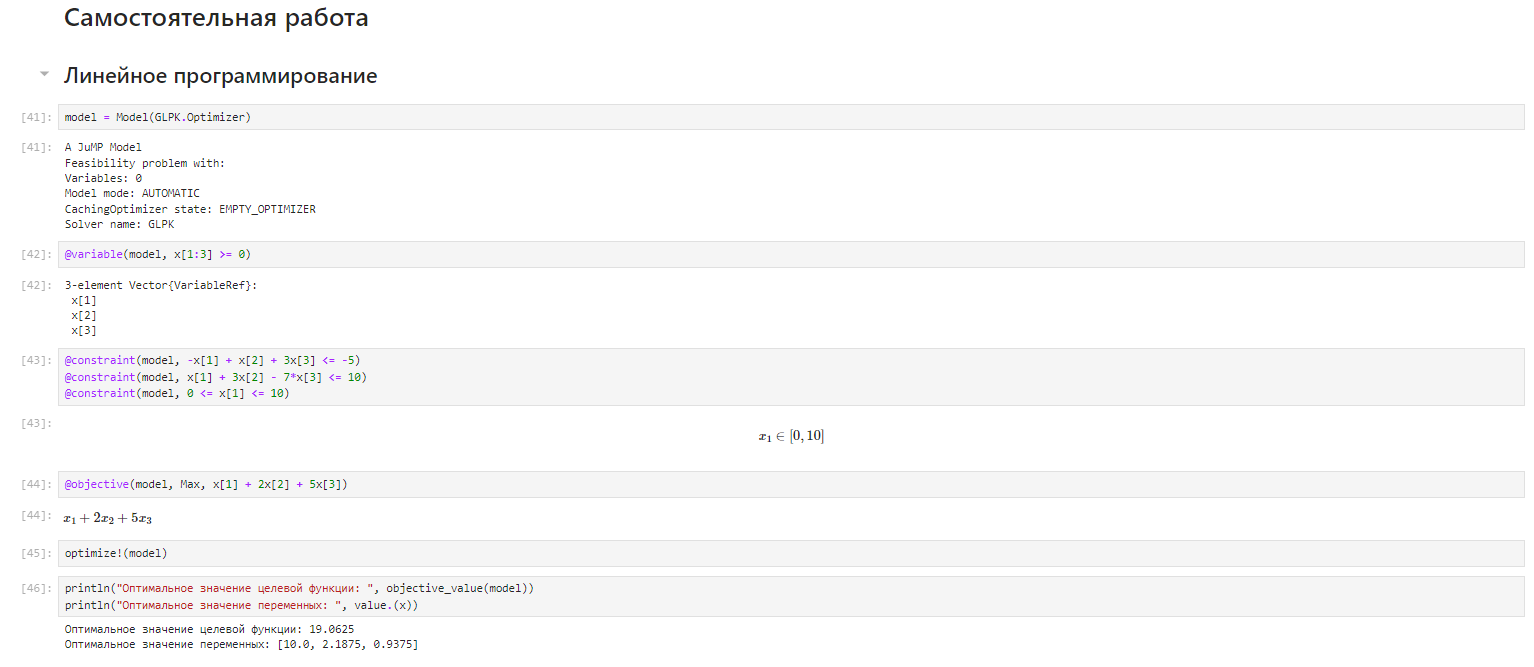 Самостоятельная работа
Линейное программирование
[41]: model = Model(GLPK.Optimizer)
[41]: A JuMP Model
Feasibility problem with:
Variables: 0
Model mode: AUTOMATIC
CachingOptimizer state: EMPTY_OPTIMIZER
Solver name: GLPK
[42]: @variable(model, x[1:3] >= 0)
[42]: 3-element Vector{VariableRef}:
x[1]
x[2]
x[3]
[43]: @constraint(model, -x[1] + x[2] + 3x[3] <= -5)
@constraint(model, x[1] + 3x[2] - 7*x[3] <= 10)
@constraint(model, 0 <= x[1] <= 10)
[43]:
x₁ ∈ [0, 10]
[44]: @objective(model, Max, x[1] + 2x[2] + 5x[3])
[44]: x₁ + 2x₂ + 5x₃
[45]: optimize!(model)
[46]: println("Оптимальное значение целевой функции: ", objective_value(model))
println("Оптимальное значение переменных: ", value.(x))
Оптимальное значение целевой функции: 19.0625
Оптимальное значение переменных: [10.0, 2.1875, 0.9375]